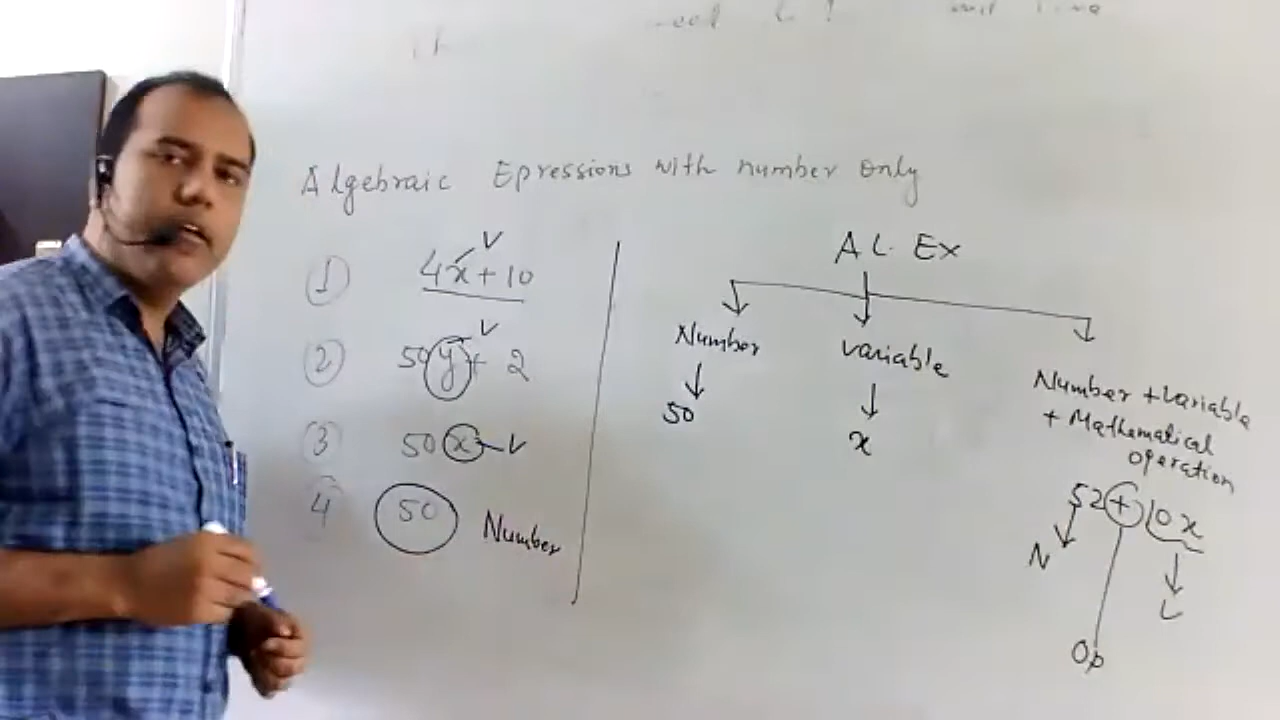 Algebraic Epressions with number only
1 4x + 10 V
2 50y + 2 V
3 50x V
4 50 Number
AL. Ex
Number
50
variable
x
Number + variable
+ Mathematical
operation
52 + 10x
N
Op